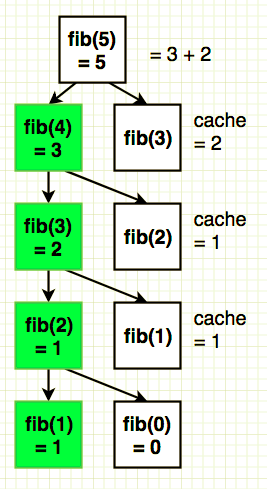 fib(5)
= 5
= 3 + 2
fib(4)
= 3
fib(3)
cache
= 2
fib(3)
= 2
fib(2)
cache
= 1
fib(2)
= 1
fib(1)
cache
= 1
fib(1)
= 1
fib(0)
= 0